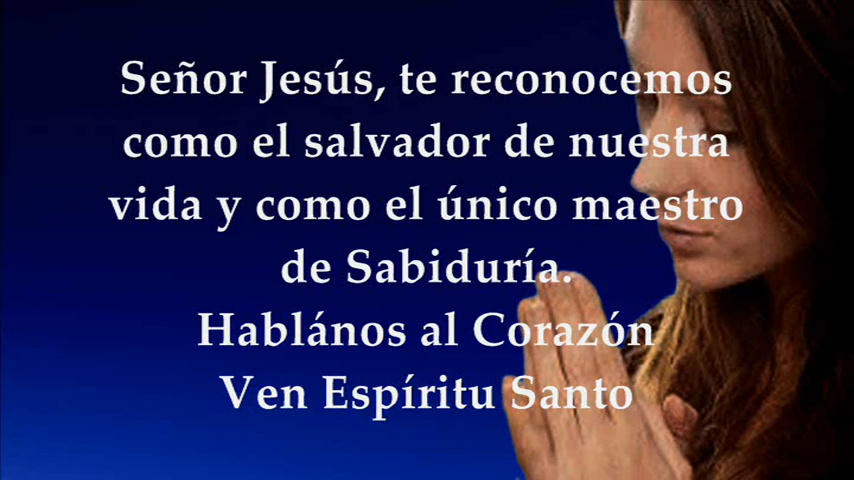 Señor Jesús, te reconocemos
como el salvador de nuestra
vida y como el único maestro
de Sabiduría.
Hablános al Corazón
Ven Espíritu Santo